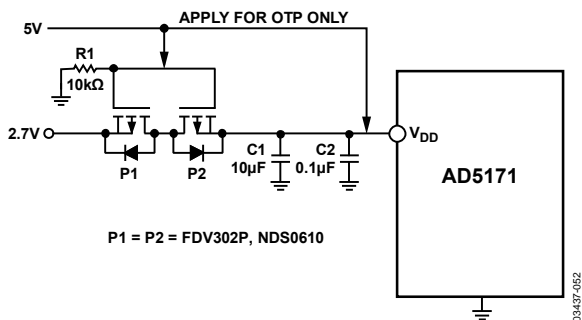 APPLY FOR OTP ONLY
5V
R1
10kΩ
2.7V
P1
P2
C1
10µF
C2
0.1µF
VDD
AD5171
P1 = P2 = FDV302P, NDS0610
03437-052